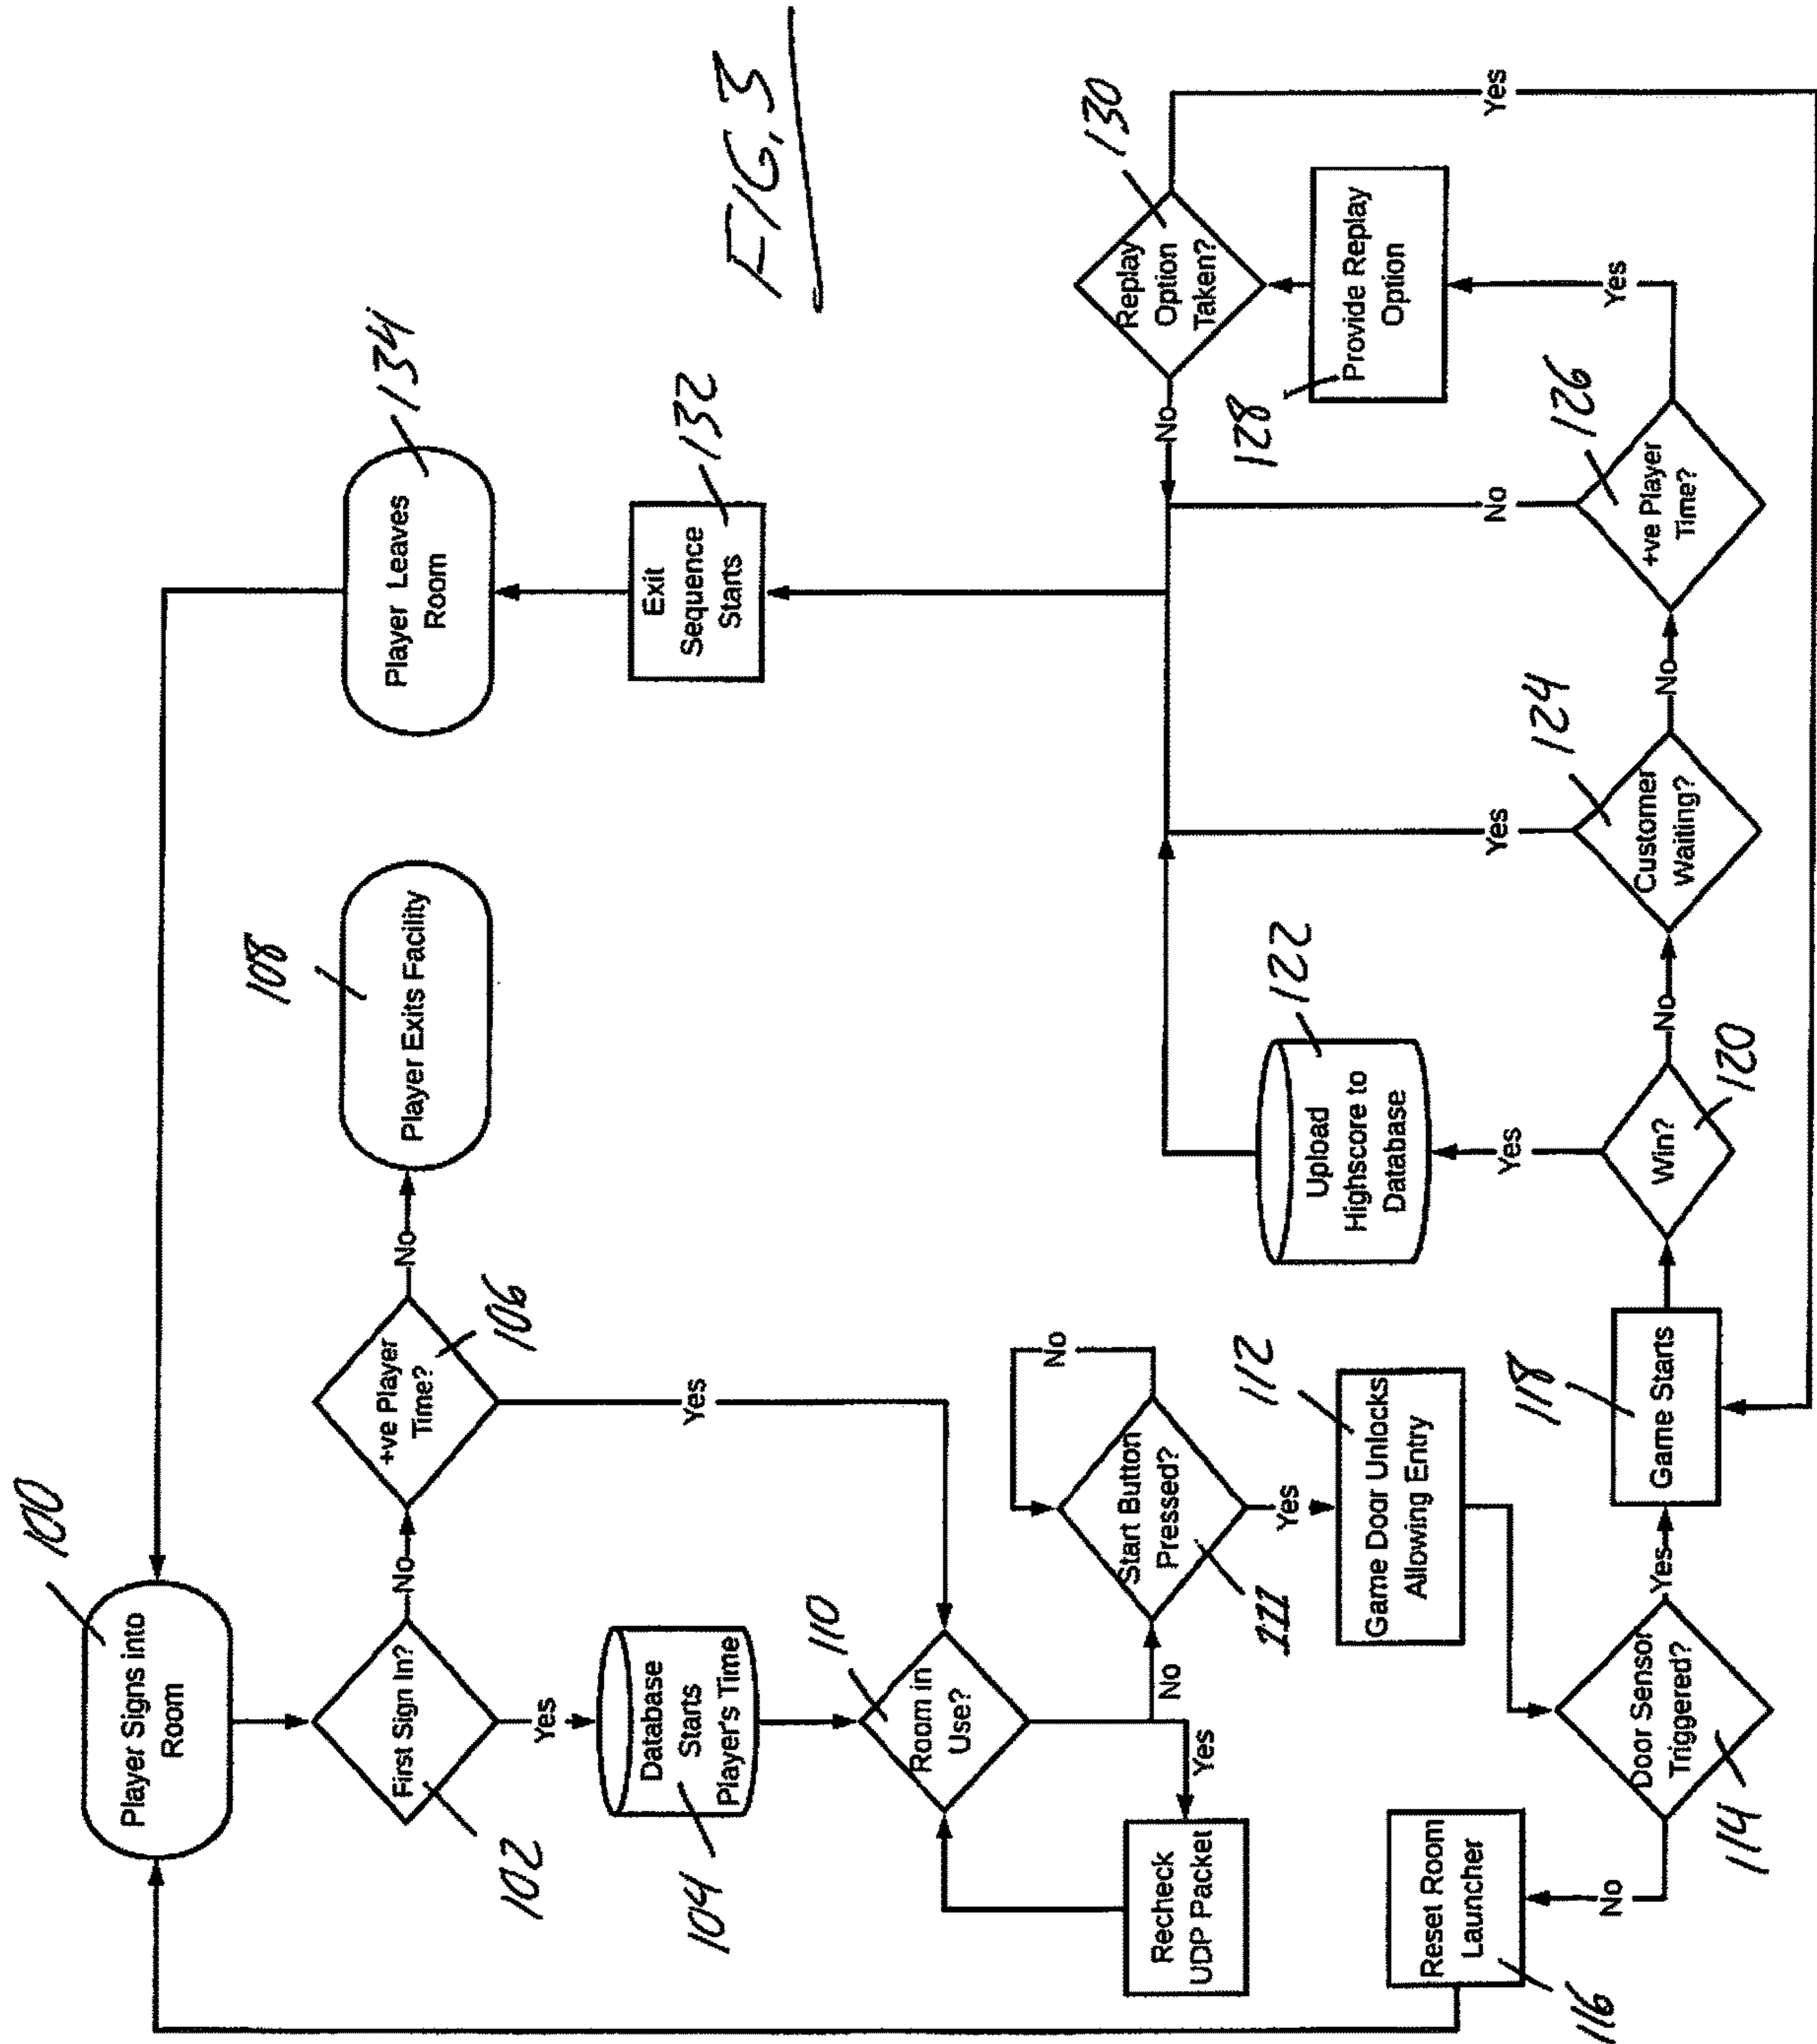 100
Player Signs into
Room
102
First Sign In?
No
Yes
106
+ve Player
Time?
No
Yes
108
Player Exits Facility
104
Database
Starts
Player's Time
110
Room in
Use?
No
Yes
Recheck
UDP Packet
Start Button
Pressed?
No
Yes
111
112
Game Door Unlocks
Allowing Entry
114
Door Sensor
Triggered?
No
Yes
116
Reset Room
Launcher
118
Game Starts
120
Win?
Yes
No
122
Upload
Highscore to
Database
124
Customer
Waiting?
Yes
No
126
+ve Player
Time?
No
Yes
128
Provide Replay
Option
130
Replay
Option
Taken?
No
Yes
132
Exit
Sequence
Starts
134
Player Leaves
Room
FIG. 3